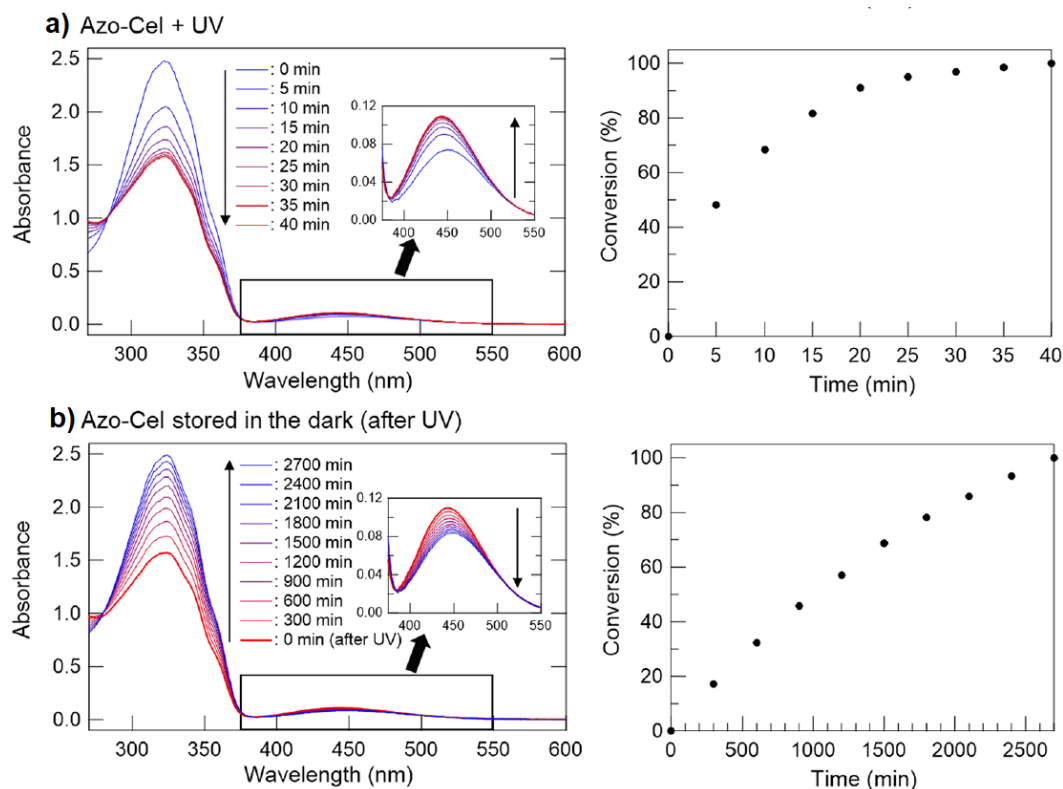 a) Azo-Cel + UV
Absorbance
2.5
2.0
1.5
1.0
0.5
0.0
: 0 min
: 5 min
: 10 min
: 15 min
: 20 min
: 25 min
: 30 min
: 35 min
: 40 min
0.12
0.08
0.04
0.00
400 450 500 550
300 350 400 450 500 550 600
Wavelength (nm)
Conversion (%)
100
80
60
40
20
0
0 5 10 15 20 25 30 35 40
Time (min)
b) Azo-Cel stored in the dark (after UV)
Absorbance
2.5
2.0
1.5
1.0
0.5
0.0
: 2700 min
: 2400 min
: 2100 min
: 1800 min
: 1500 min
: 1200 min
: 900 min
: 600 min
: 300 min
: 0 min (after UV)
0.12
0.08
0.04
0.00
400 450 500 550
300 350 400 450 500 550 600
Wavelength (nm)
Conversion (%)
100
80
60
40
20
0
0 500 1000 1500 2000 2500
Time (min)